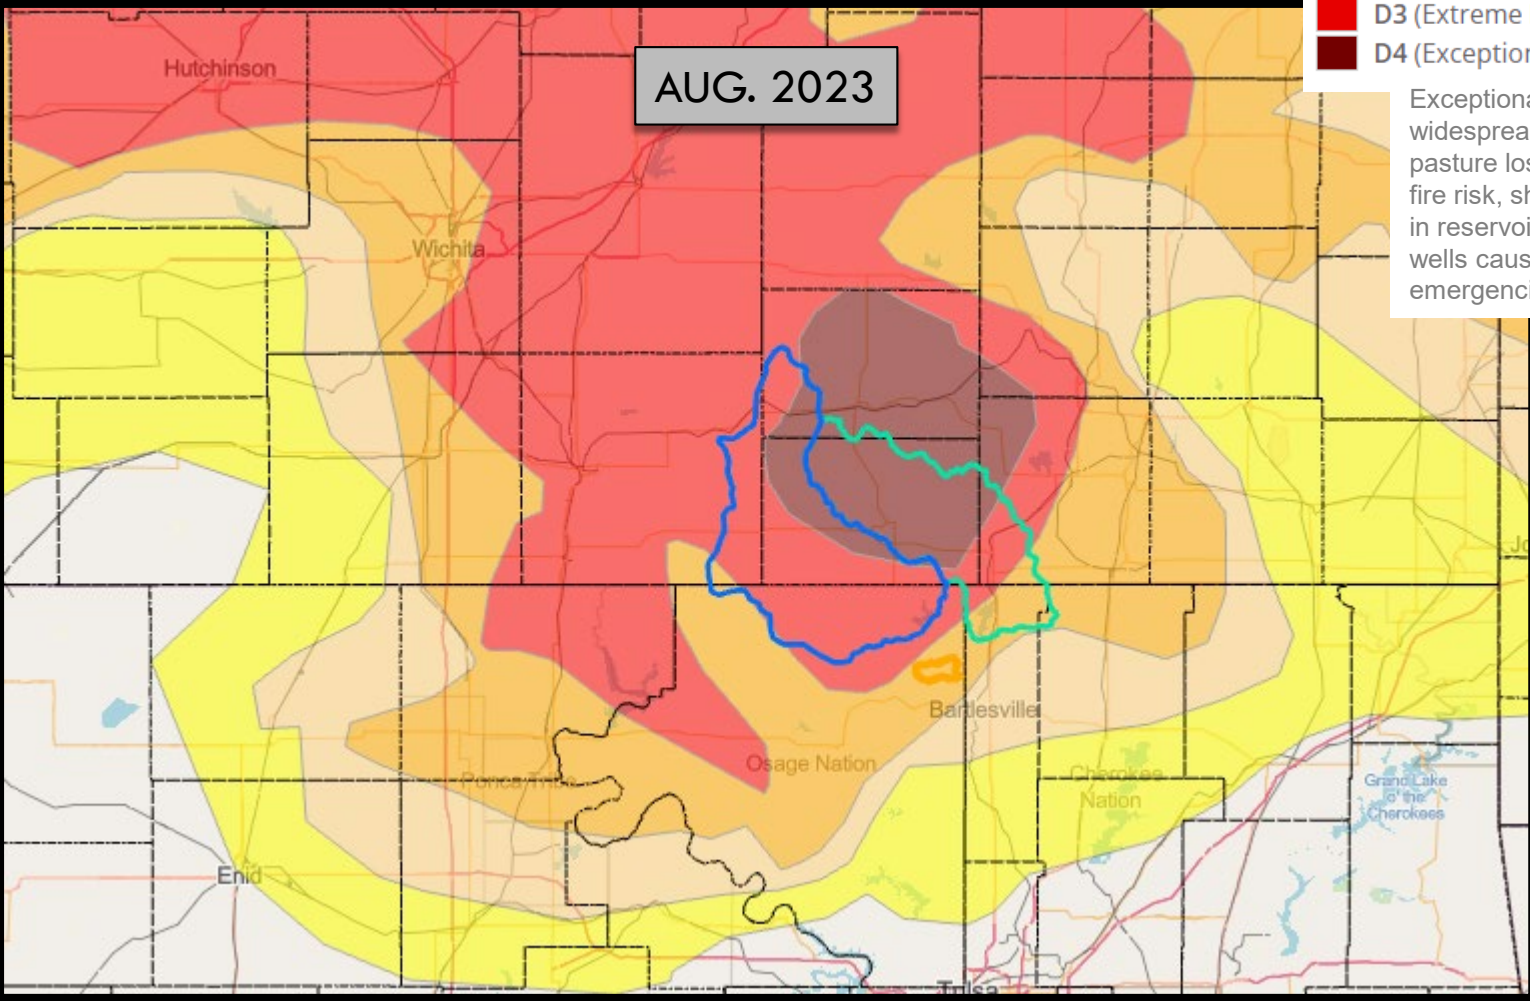 D3 (Extreme
D4 (Exception
Exceptiona
widesprea
pasture los
fire risk, sh
in reservoi
wells caus
emergenci
AUG. 2023
Hutchinson
Wichita
Bartlesville
Osage Nation
Ponca Tribe
Cherokee
Nation
Grand Lake
o' the
Cherokees
Enid
Jo
Tulsa